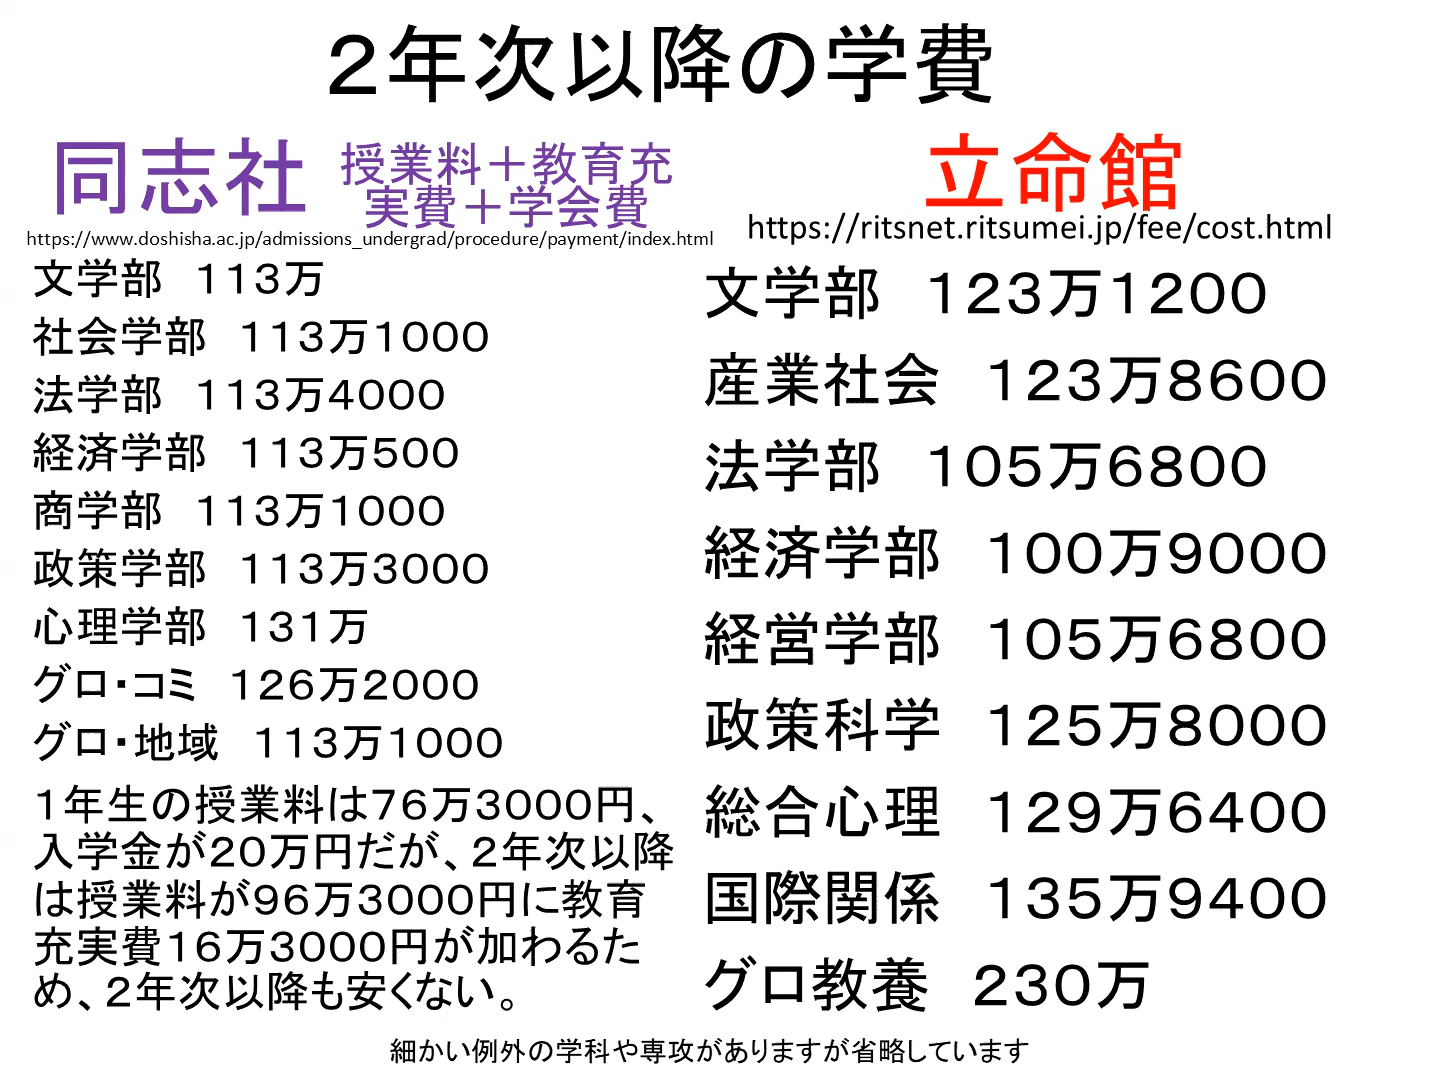 ２年次以降の学費
同志社
授業料＋教育充
実費＋学会費
https://www.doshisha.ac.jp/admissions_undergrad/procedure/payment/index.html
文学部　１１３万
社会学部　１１３万１０００
法学部　１１３万４０００
経済学部　１１３万５００
商学部　１１３万１０００
政策学部　１１３万３０００
心理学部　１３１万
グロ・コミ　１２６万２０００
グロ・地域　１１３万１０００
１年生の授業料は７６万３０００円、
入学金が２０万円だが、２年次以降
は授業料が９６万３０００円に教育
充実費１６万３０００円が加わるた
め、２年次以降も安くない。
立命館
https://ritsnet.ritsumei.jp/fee/cost.html
文学部　１２３万１２００
産業社会　１２３万８６００
法学部　１０５万６８００
経済学部　１００万９０００
経営学部　１０５万６８００
政策科学　１２５万８０００
総合心理　１２９万６４００
国際関係　１３５万９４００
グロ教養　２３０万
細かい例外の学科や専攻がありますが省略しています